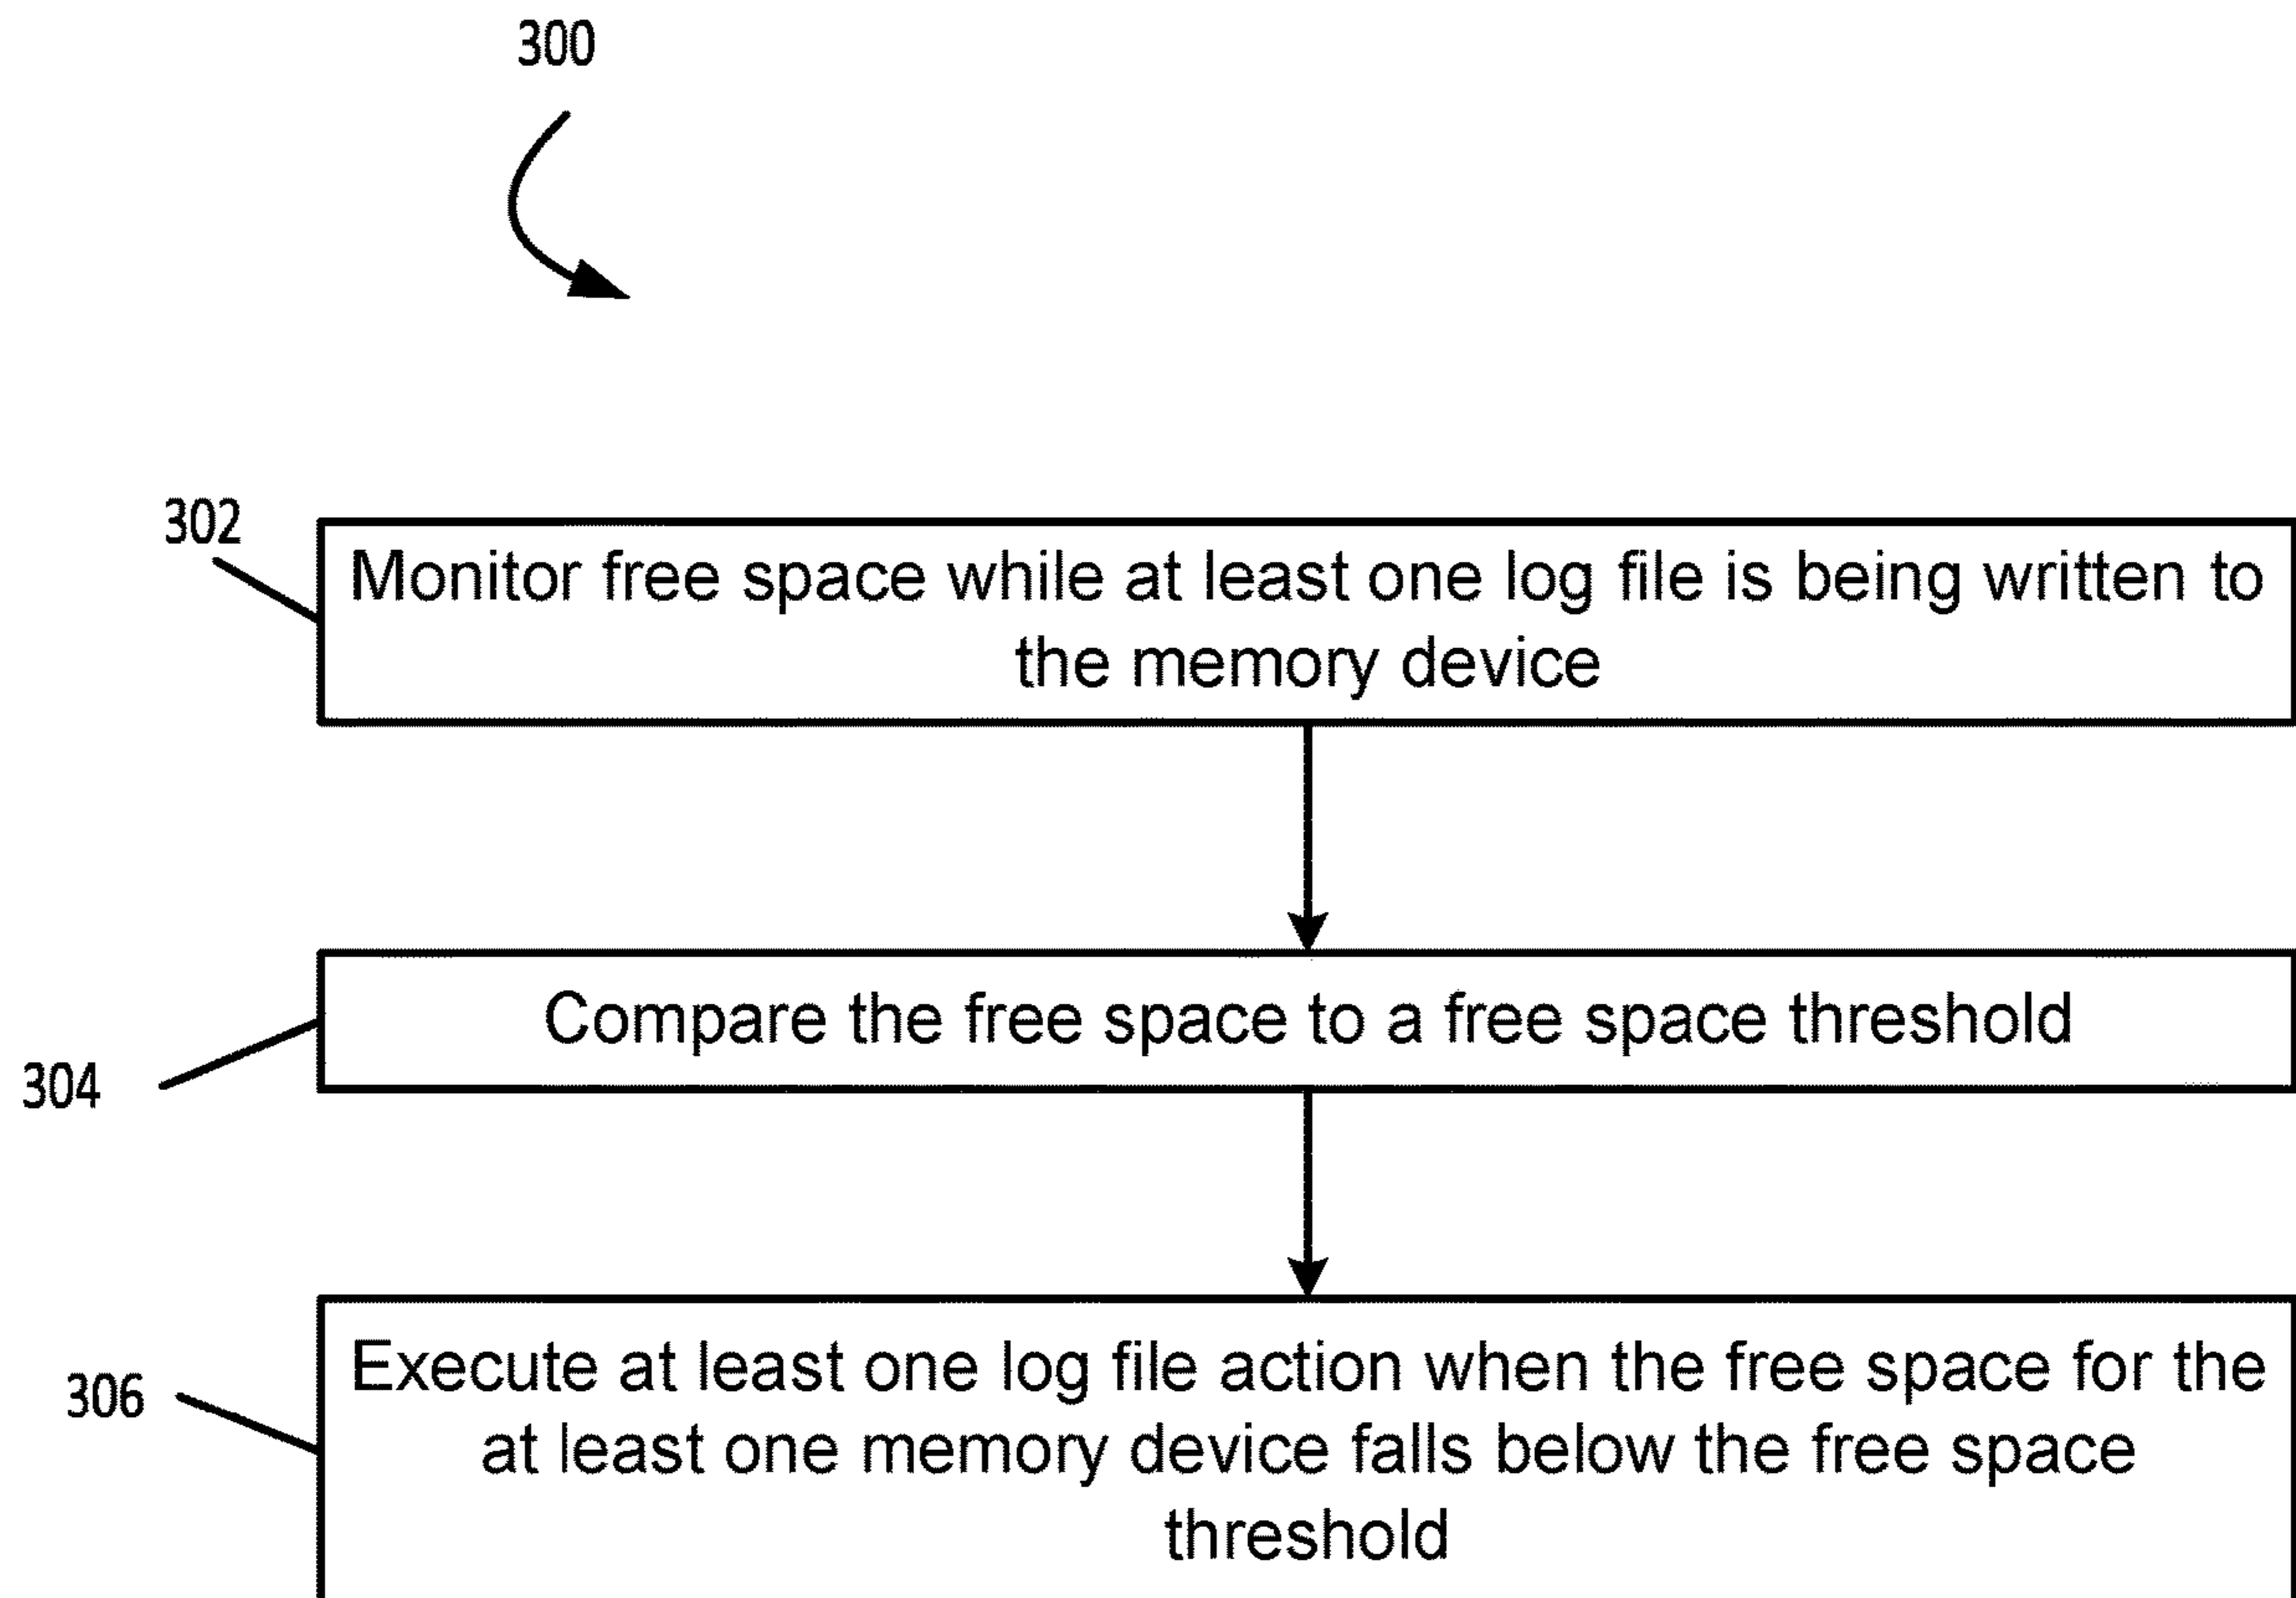 300
302
Monitor free space while at least one log file is being written to
the memory device
304
Compare the free space to a free space threshold
306
Execute at least one log file action when the free space for the
at least one memory device falls below the free space
threshold